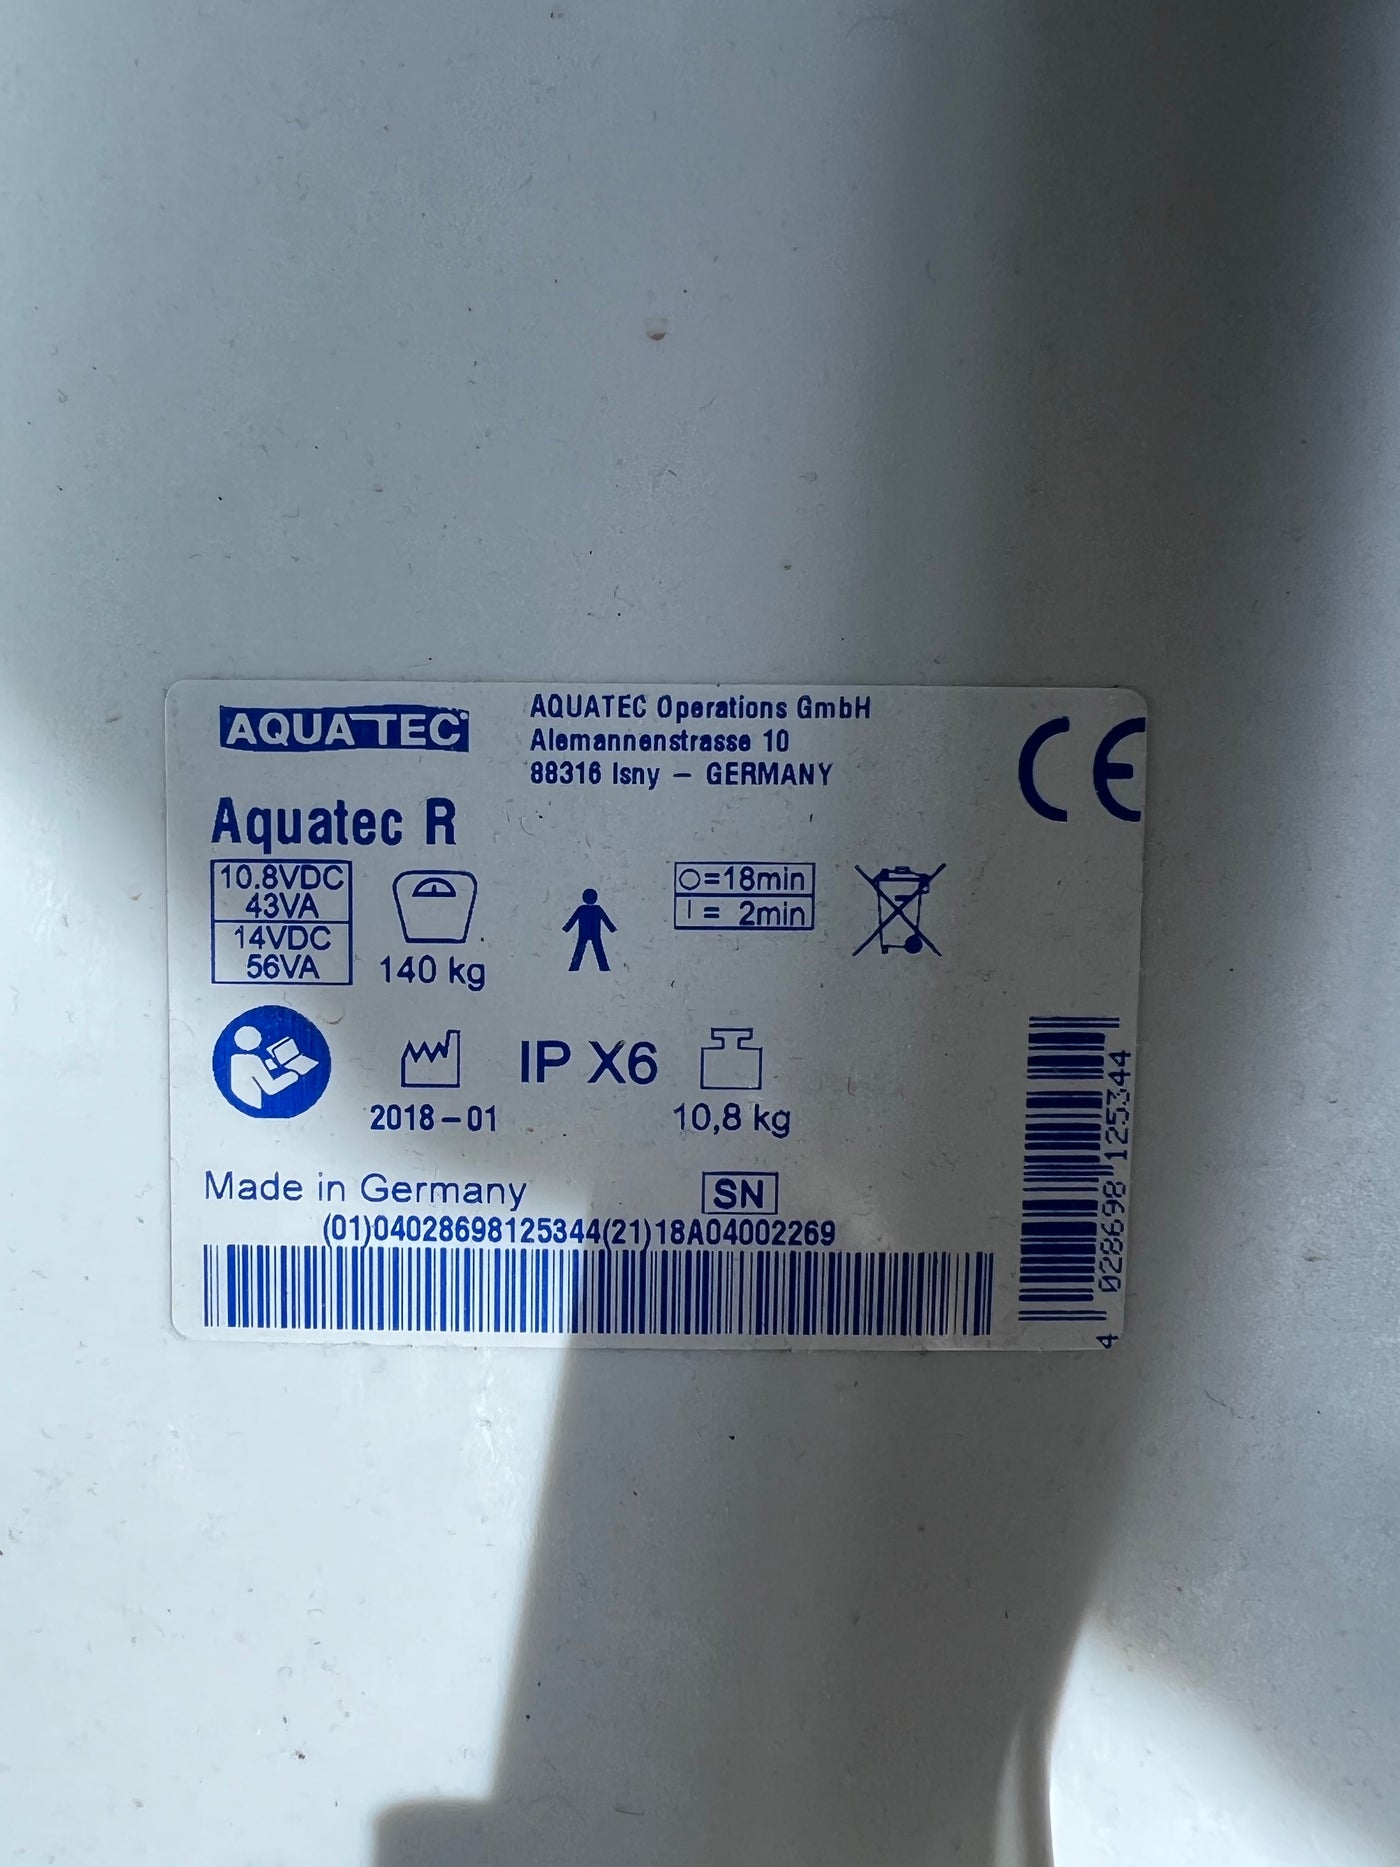 AQUATEC
AQUATEC Operations GmbH
Alemannenstrasse 10
88316 Isny – GERMANY
CE
Aquatec R
10.8VDC
43VA
14VDC
56VA
140 kg
O=18min
I = 2min
2018-01
IP X6
10,8 kg
Made in Germany
SN
(01)04028698125344(21)18A04002269
4 028698 125344